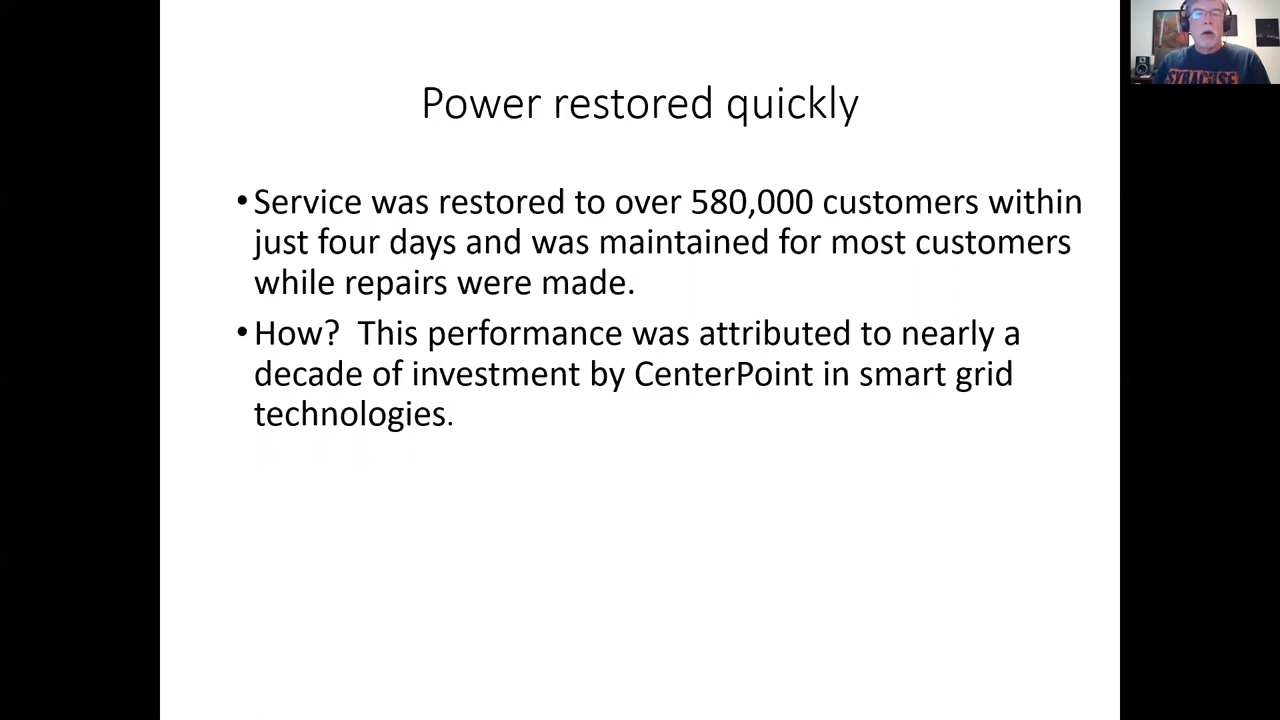 Power restored quickly
•Service was restored to over 580,000 customers within
just four days and was maintained for most customers
while repairs were made.
•How?  This performance was attributed to nearly a
decade of investment by CenterPoint in smart grid
technologies.
SYRACUSE